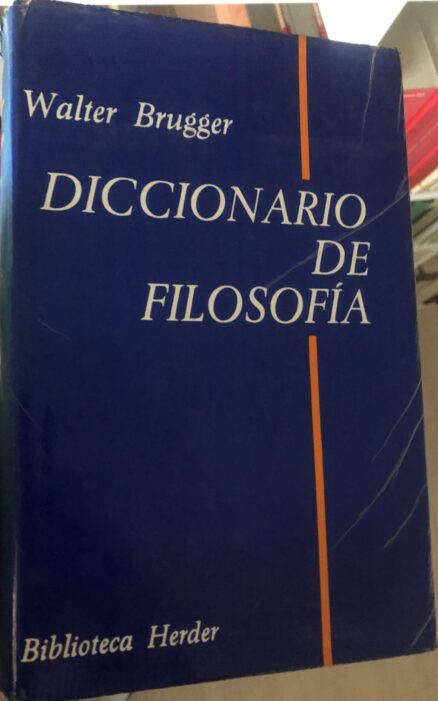 Walter Brugger
DICCIONARIO
DE
FILOSOFÍA
Biblioteca Herder